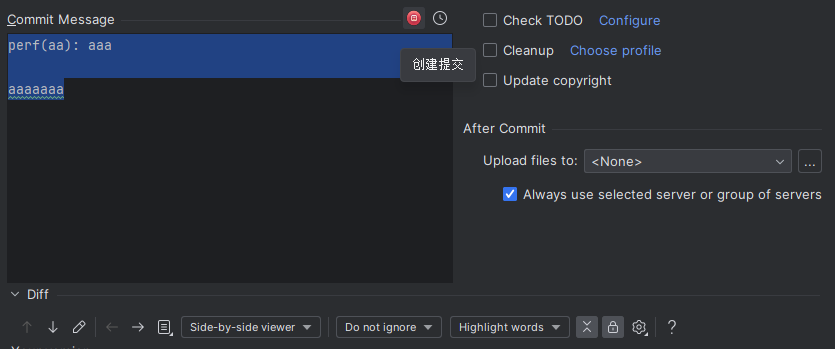 Commit Message
perf(aa): aaa
aaaaaaa
创建提交
Check TODO Configure
Cleanup Choose profile
Update copyright
After Commit
Upload files to: <None> ...
Always use selected server or group of servers
Diff
Side-by-side viewer Do not ignore Highlight words ?